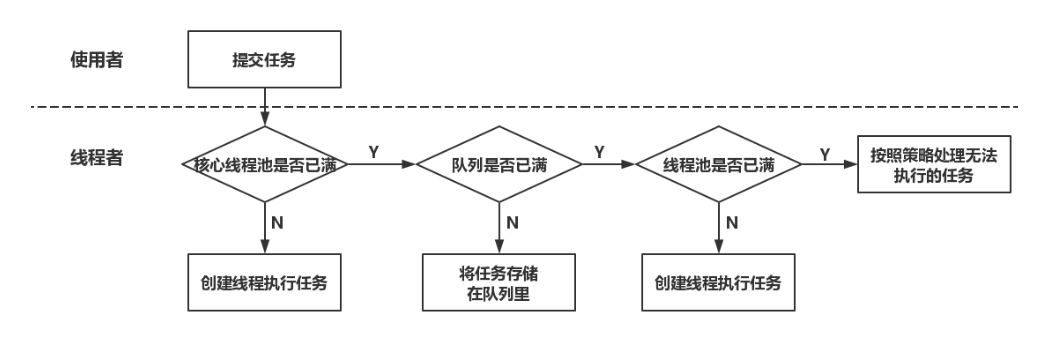 使用者
提交任务
线程者
核心线程池是否已满
Y
队列是否已满
Y
线程池是否已满
Y
按照策略处理无法
执行的任务
N
N
N
创建线程执行任务
将任务存储
在队列里
创建线程执行任务